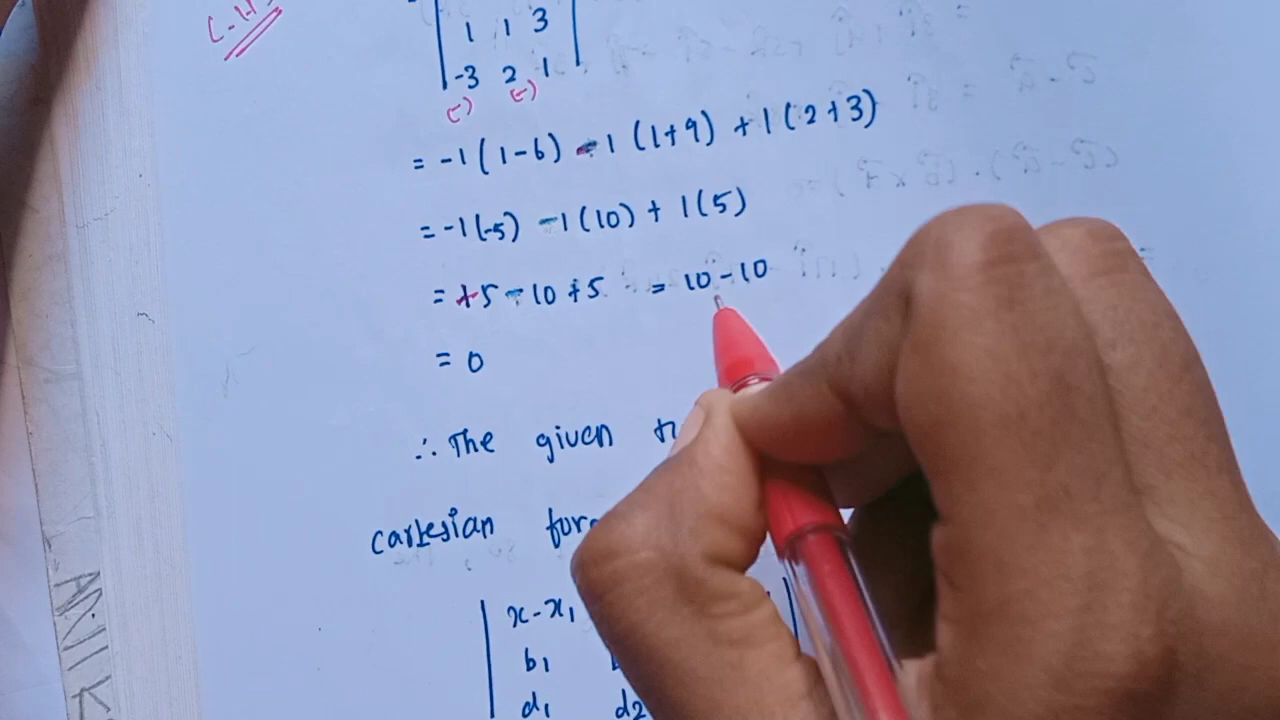 (-1)
1 1 3
-3 2 1
(-) (-)
= -1(1-6) -1(1+9) +1(2+3)
= -1(-5) -1(10) + 1(5)
= +5 -10 +5 = 10-10
= 0
∴ The given
cartesian
x-x₁
b₁
d₁ d₂